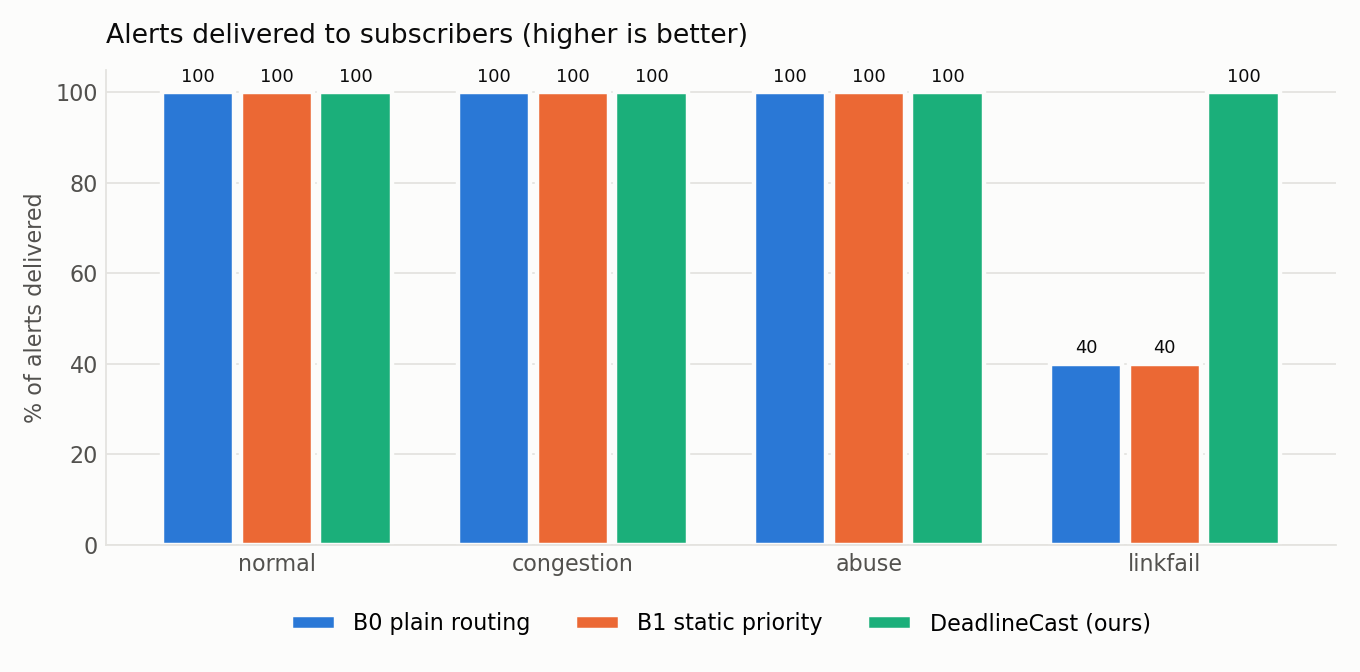 Alerts delivered to subscribers (higher is better)
100 100 100 100 100 100 100 100 100 100
100
80
60
40
20
0
40 40
% of alerts delivered
normal congestion abuse linkfail
B0 plain routing B1 static priority DeadlineCast (ours)